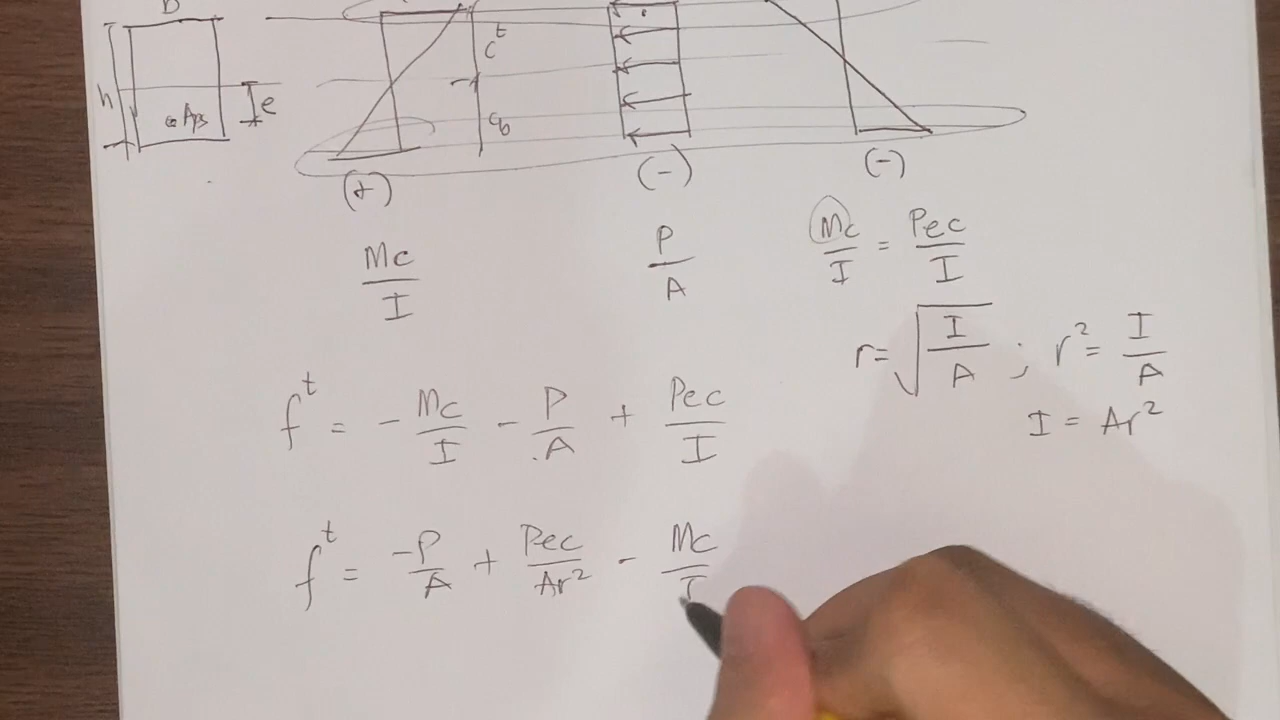 b
h
e
Aps
c^t
c_b
(+) (-) (-)
Mc/I
P/A
Mc/I = Pec/I
r = √(I/A) ; r² = I/A
I = Ar²
f^t = - Mc/I - P/A + Pec/I
f^t = -P/A + Pec/Ar² - Mc/I